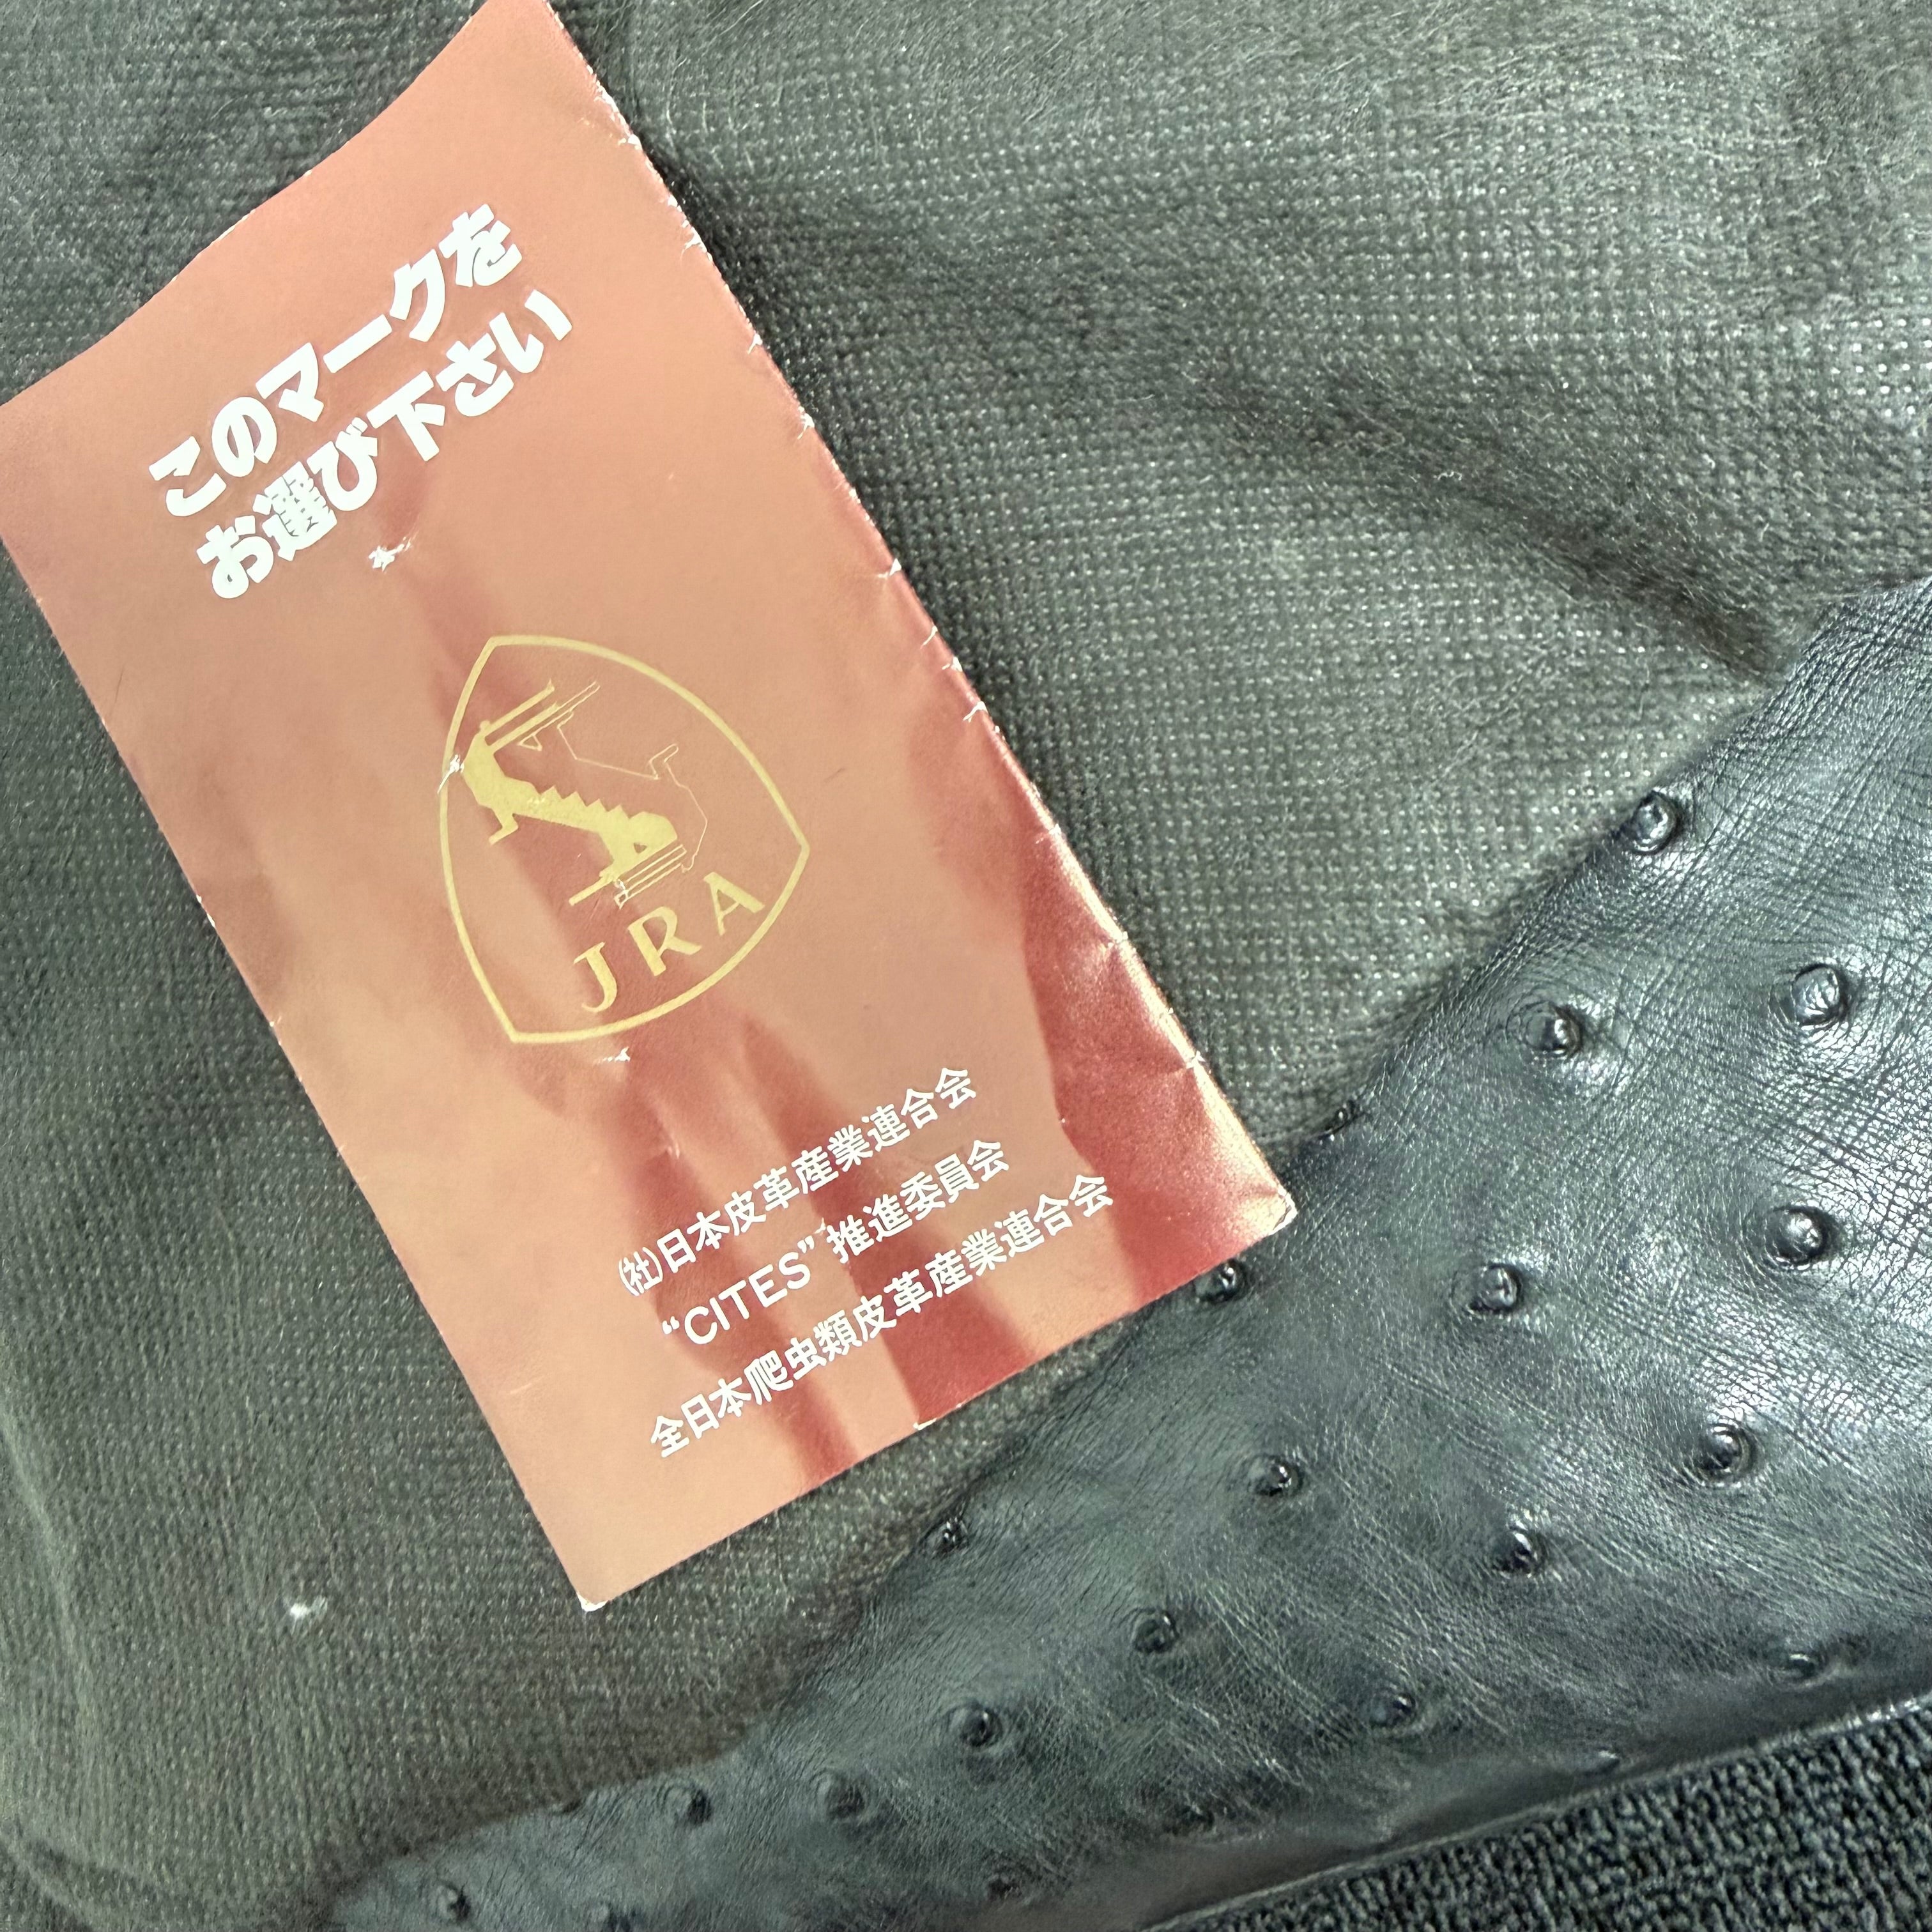 このマークを
お選び下さい
JRA
㈳日本皮革産業連合会
“CITES”推進委員会
全日本爬虫類皮革産業連合会